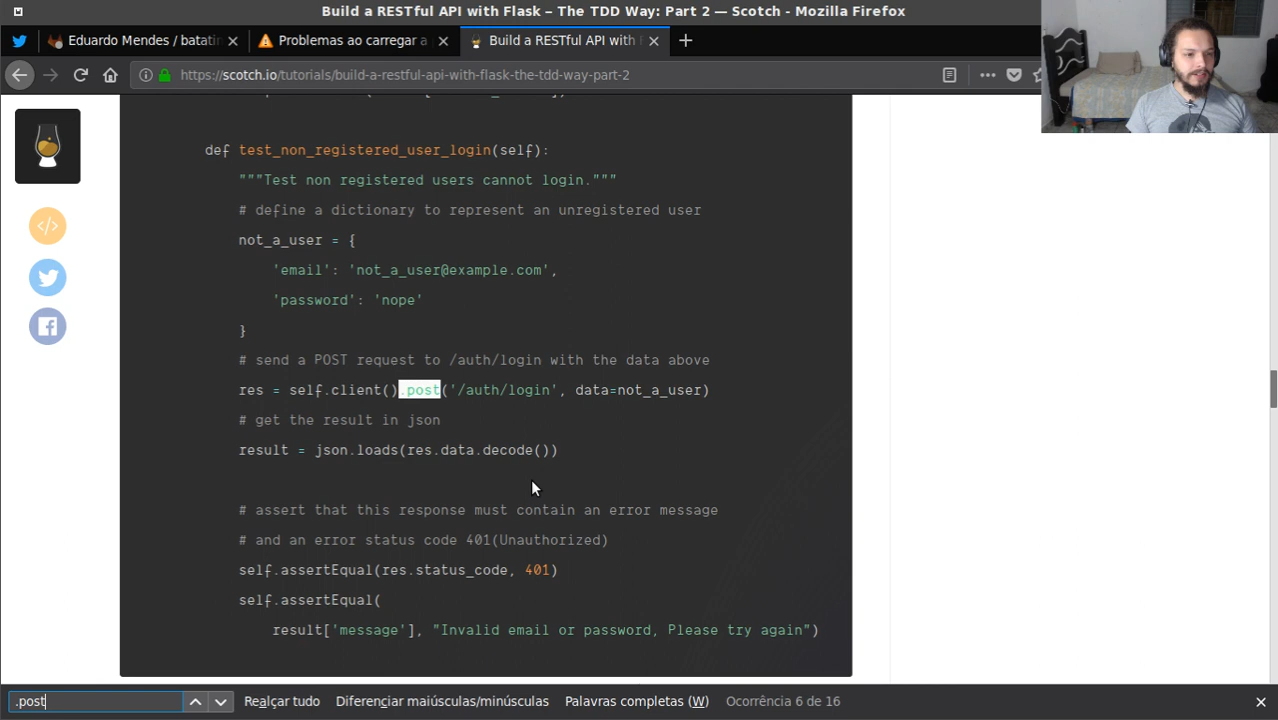 Build a RESTful API with Flask – The TDD Way: Part 2 — Scotch - Mozilla Firefox
Eduardo Mendes / batatin
Problemas ao carregar a
Build a RESTful API with F
https://scotch.io/tutorials/build-a-restful-api-with-flask-the-tdd-way-part-2
def test_non_registered_user_login(self):
"""Test non registered users cannot login."""
# define a dictionary to represent an unregistered user
not_a_user = {
'email': 'not_a_user@example.com',
'password': 'nope'
}
# send a POST request to /auth/login with the data above
res = self.client().post('/auth/login', data=not_a_user)
# get the result in json
result = json.loads(res.data.decode())
# assert that this response must contain an error message
# and an error status code 401(Unauthorized)
self.assertEqual(res.status_code, 401)
self.assertEqual(
result['message'], "Invalid email or password, Please try again")
.post
Realçar tudo
Diferenciar maiúsculas/minúsculas
Palavras completas (W)
Ocorrência 6 de 16